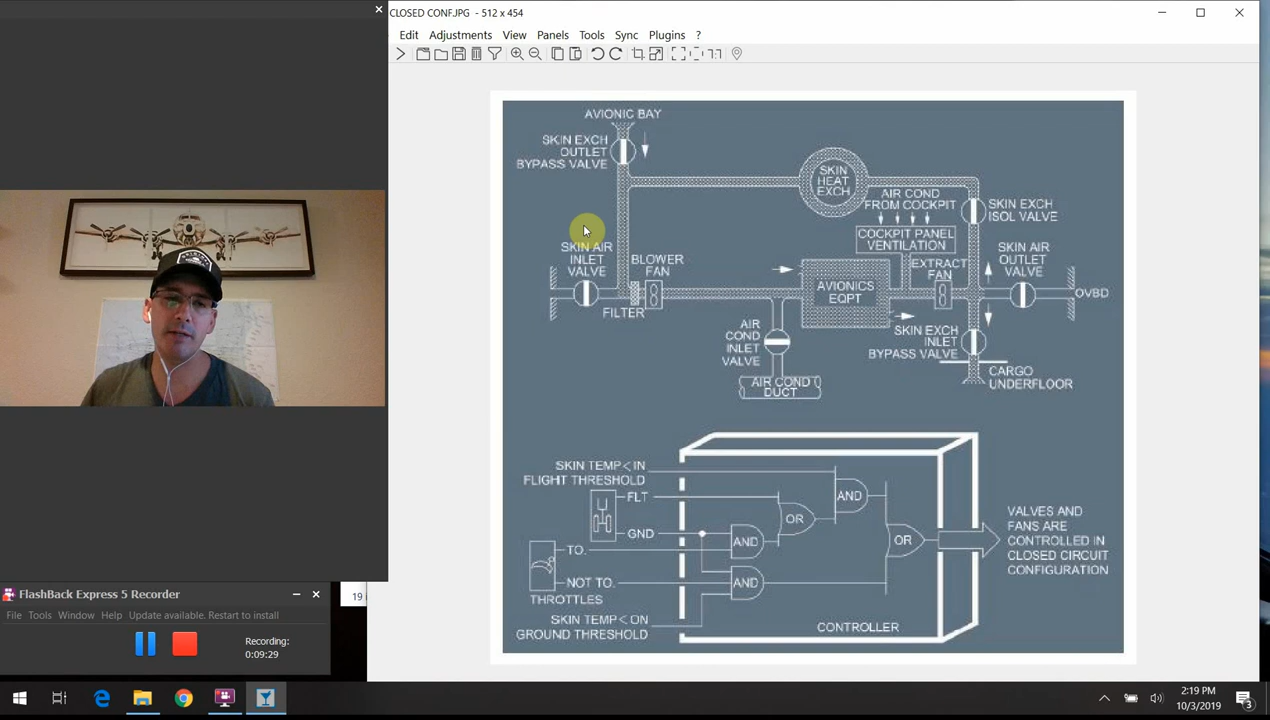 CLOSED CONF.JPG - 512 x 454
Edit Adjustments View Panels Tools Sync Plugins ?
1:1
AVIONIC BAY
SKIN EXCH
OUTLET
BYPASS VALVE
SKIN
HEAT
EXCH
AIR COND
FROM COCKPIT
SKIN EXCH
ISOL VALVE
COCKPIT PANEL
VENTILATION
SKIN AIR
INLET
VALVE
BLOWER
FAN
FILTER
AVIONICS
EQPT
EXTRACT
FAN
SKIN AIR
OUTLET
VALVE
OVBD
AIR
COND
INLET
VALVE
SKIN EXCH
INLET
BYPASS VALVE
AIR COND
DUCT
CARGO
UNDERFLOOR
SKIN TEMP < IN
FLIGHT THRESHOLD
FLT
GND
TO.
NOT TO.
THROTTLES
SKIN TEMP < ON
GROUND THRESHOLD
AND
OR
AND
AND
OR
CONTROLLER
VALVES AND
FANS ARE
CONTROLLED IN
CLOSED CIRCUIT
CONFIGURATION
FlashBack Express 5 Recorder
File Tools Window Help Update available. Restart to install
Recording:
0:09:29
19
2:19 PM
10/3/2019
3